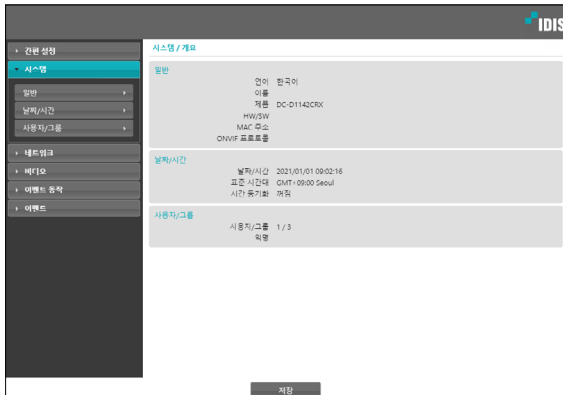 IDIS
간편 설정
시스템
일반
날짜/시간
사용자/그룹
네트워크
비디오
이벤트 동작
이벤트
시스템 / 개요
일반
언어 한국어
이름
제품 DC-D1142CRX
HW/SW
MAC 주소
ONVIF 프로토콜
날짜/시간
날짜/시간 2021/01/01 09:02:16
표준 시간대 GMT+09:00 Seoul
시간 동기화 꺼짐
사용자/그룹
사용자/그룹 1 / 3
익명
저장